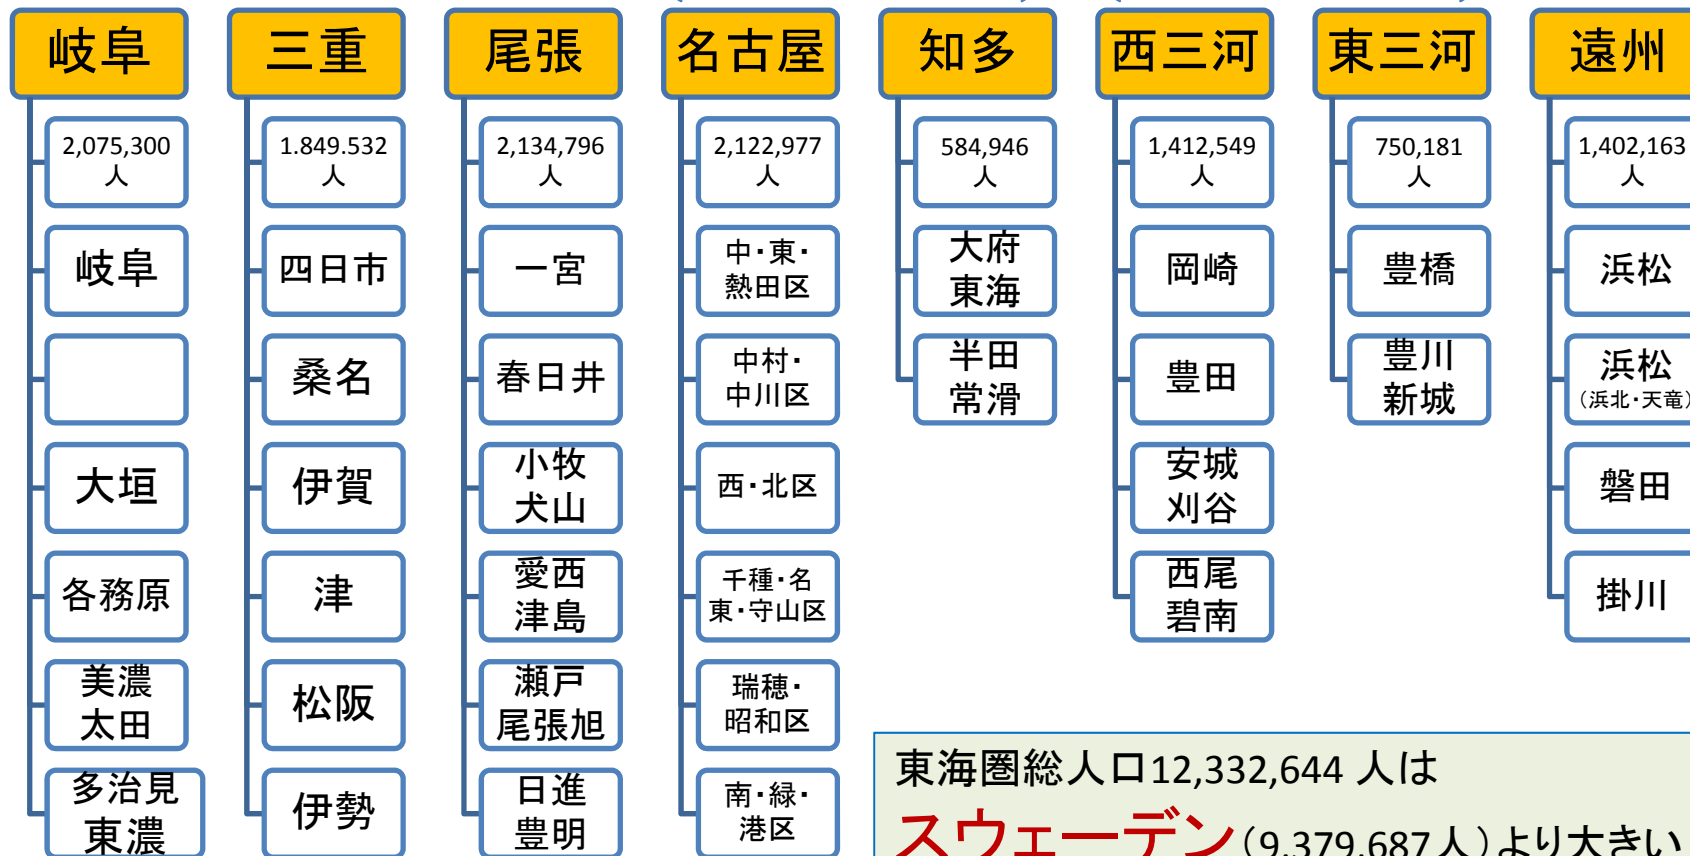 岐阜
2,075,300
人
岐阜
大垣
各務原
美濃
太田
多治見
東濃
三重
1.849.532
人
四日市
桑名
伊賀
津
松阪
伊勢
尾張
2,134,796
人
一宮
春日井
小牧
犬山
愛西
津島
瀬戸
尾張旭
日進
豊明
名古屋
2,122,977
人
中・東・
熱田区
中村・
中川区
西・北区
千種・名
東・守山区
瑞穂・
昭和区
南・緑・
港区
知多
584,946
人
大府
東海
半田
常滑
西三河
1,412,549
人
岡崎
豊田
安城
刈谷
西尾
碧南
東三河
750,181
人
豊橋
豊川
新城
遠州
1,402,163
人
浜松
浜松
（浜北・天竜）
磐田
掛川
東海圏総人口12,332,644 人は
スウェーデン（9,379,687人）より大きい